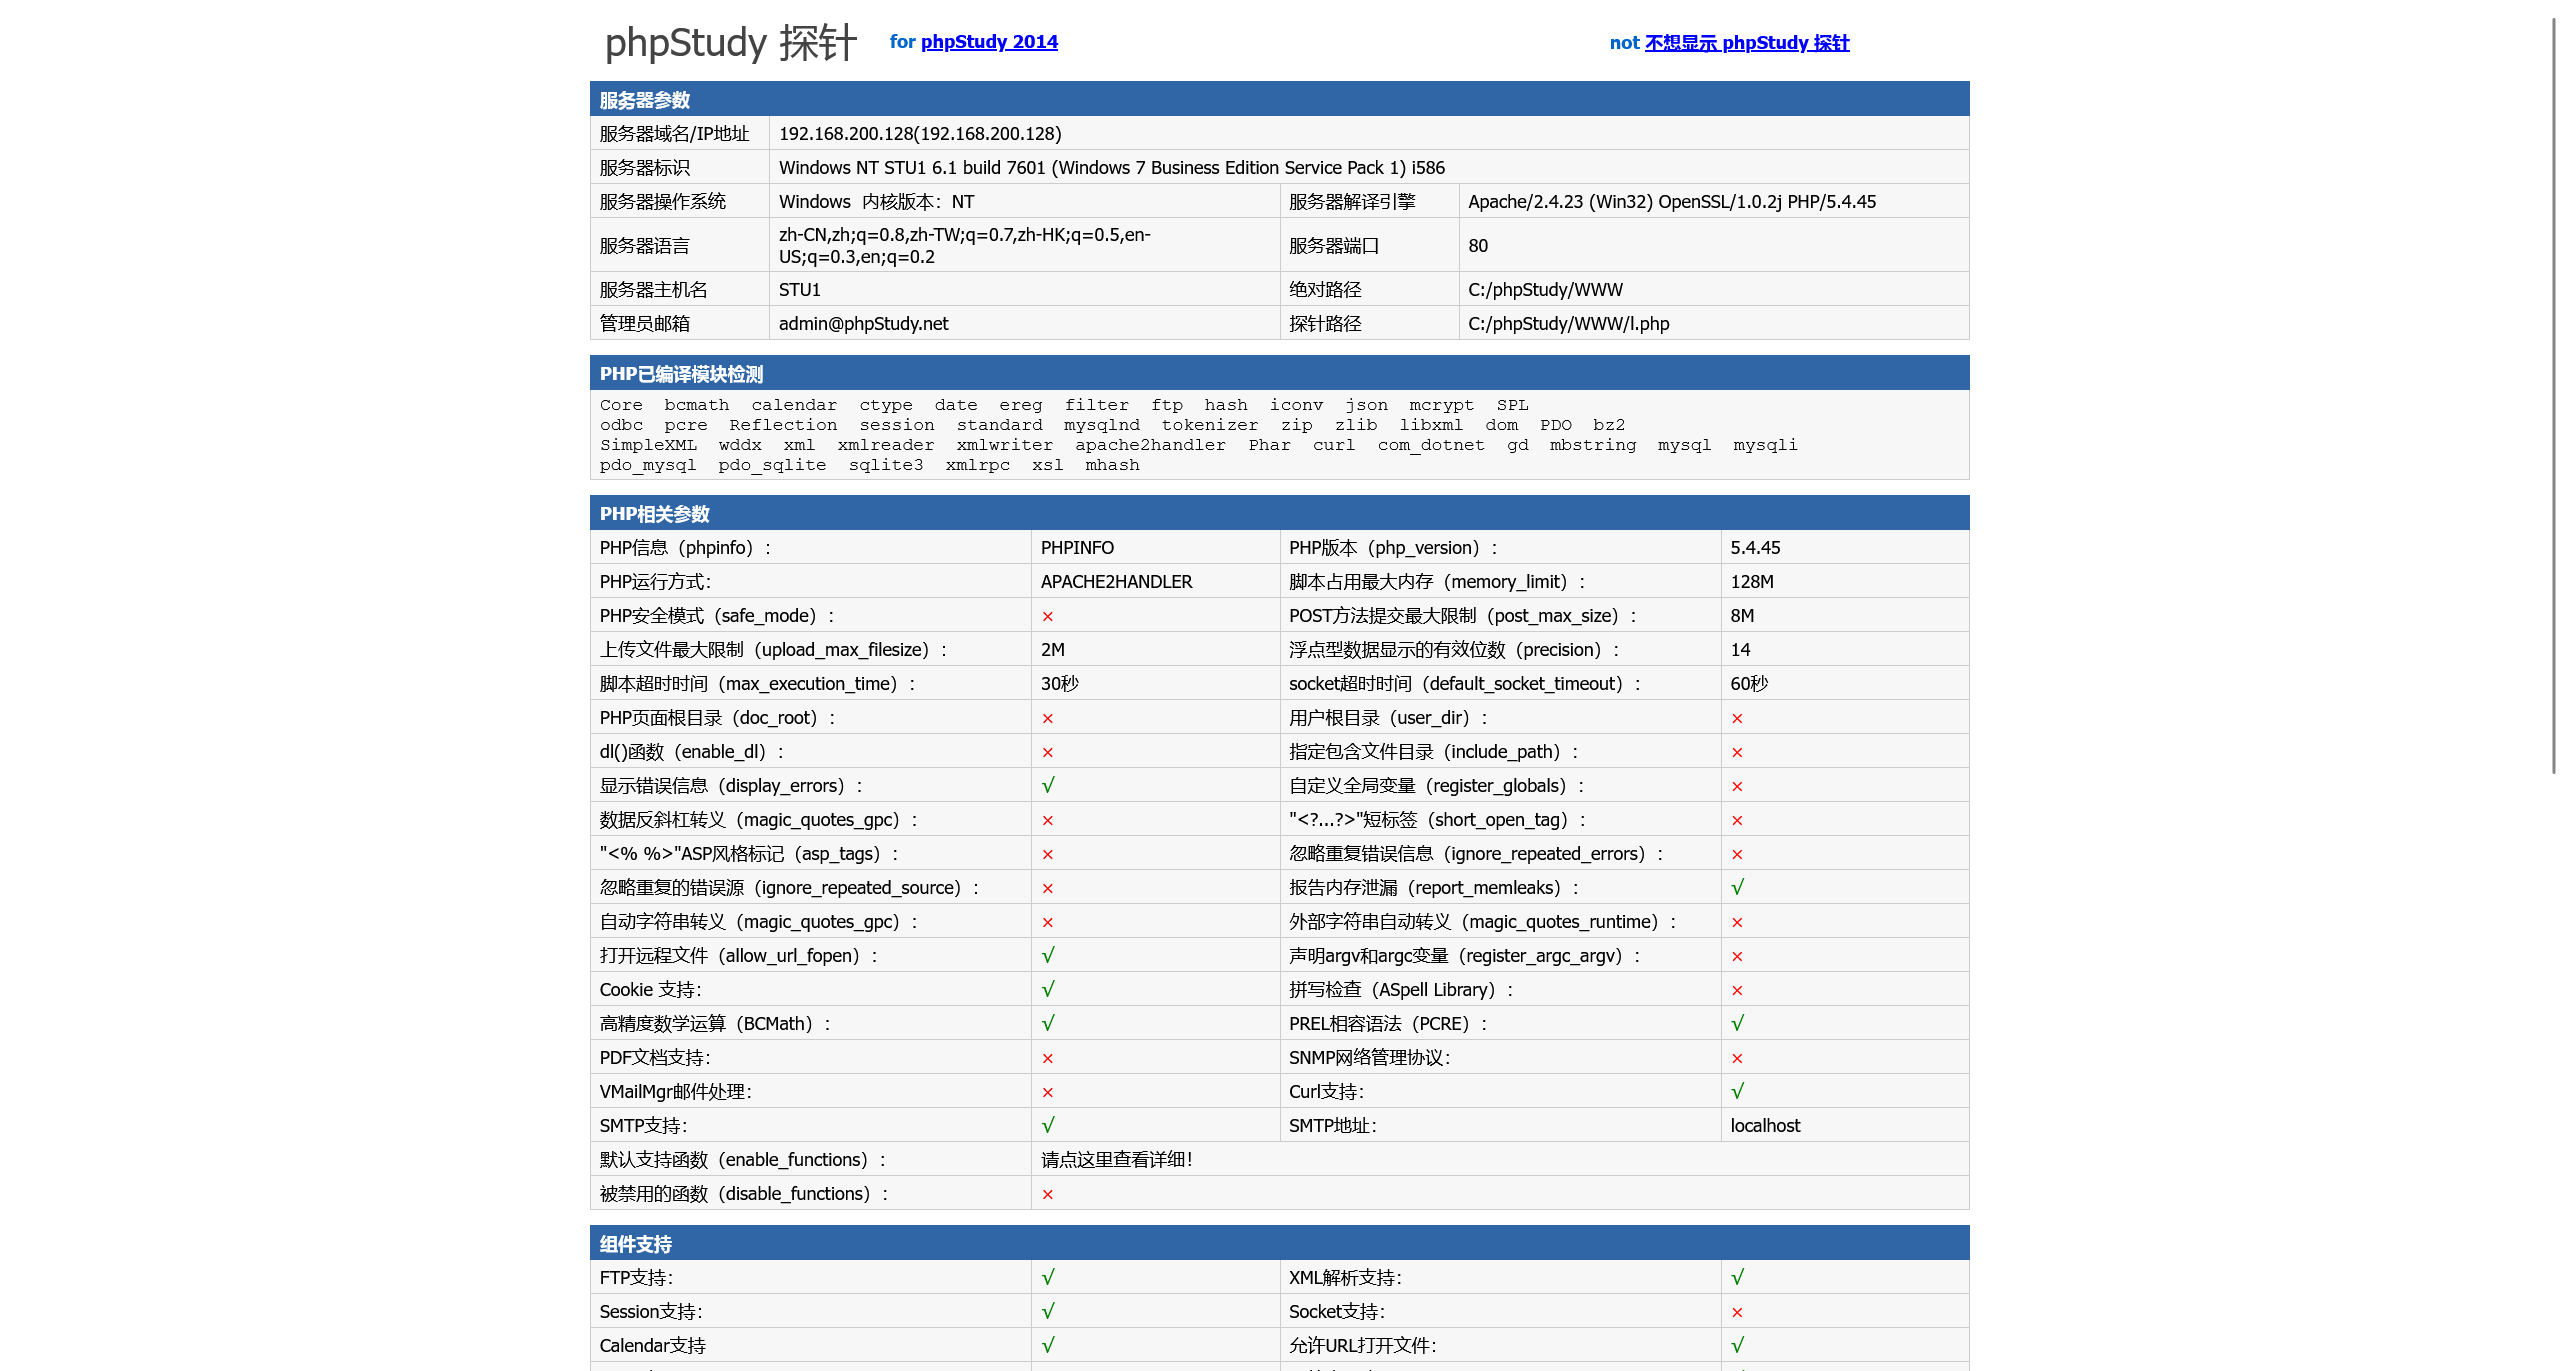 phpStudy 探针 for phpStudy 2014 not 不想显示 phpStudy 探针
服务器参数
服务器域名/IP地址 192.168.200.128(192.168.200.128)
服务器标识 Windows NT STU1 6.1 build 7601 (Windows 7 Business Edition Service Pack 1) i586
服务器操作系统 Windows 内核版本：NT 服务器解译引擎 Apache/2.4.23 (Win32) OpenSSL/1.0.2j PHP/5.4.45
服务器语言 zh-CN,zh;q=0.8,zh-TW;q=0.7,zh-HK;q=0.5,en-
US;q=0.3,en;q=0.2 服务器端口 80
服务器主机名 STU1 绝对路径 C:/phpStudy/WWW
管理员邮箱 admin@phpStudy.net 探针路径 C:/phpStudy/WWW/l.php
PHP已编译模块检测
Core bcmath calendar ctype date ereg filter ftp hash iconv json mcrypt SPL
odbc pcre Reflection session standard mysqlnd tokenizer zip zlib libxml dom PDO bz2
SimpleXML wddx xml xmlreader xmlwriter apache2handler Phar curl com_dotnet gd mbstring mysql mysqli
pdo_mysql pdo_sqlite sqlite3 xmlrpc xsl mhash
PHP相关参数
PHP信息（phpinfo）： PHPINFO PHP版本（php_version）： 5.4.45
PHP运行方式： APACHE2HANDLER 脚本占用最大内存（memory_limit）： 128M
PHP安全模式（safe_mode）： × POST方法提交最大限制（post_max_size）： 8M
上传文件最大限制（upload_max_filesize）： 2M 浮点型数据显示的有效位数（precision）： 14
脚本超时时间（max_execution_time）： 30秒 socket超时时间（default_socket_timeout）： 60秒
PHP页面根目录（doc_root）： × 用户根目录（user_dir）： ×
dl()函数（enable_dl）： × 指定包含文件目录（include_path）： ×
显示错误信息（display_errors）： √ 自定义全局变量（register_globals）： ×
数据反斜杠转义（magic_quotes_gpc）： × "<?...?>"短标签（short_open_tag）： ×
"<% %>"ASP风格标记（asp_tags）： × 忽略重复错误信息（ignore_repeated_errors）： ×
忽略重复的错误源（ignore_repeated_source）： × 报告内存泄漏（report_memleaks）： √
自动字符串转义（magic_quotes_gpc）： × 外部字符串自动转义（magic_quotes_runtime）： ×
打开远程文件（allow_url_fopen）： √ 声明argv和argc变量（register_argc_argv）： ×
Cookie 支持： √ 拼写检查（ASpell Library）： ×
高精度数学运算（BCMath）： √ PREL相容语法（PCRE）： √
PDF文档支持： × SNMP网络管理协议： ×
VMailMgr邮件处理： × Curl支持： √
SMTP支持： √ SMTP地址： localhost
默认支持函数（enable_functions）： 请点这里查看详细！
被禁用的函数（disable_functions）： ×
组件支持
FTP支持： √ XML解析支持： √
Session支持： √ Socket支持： ×
Calendar支持 √ 允许URL打开文件： √